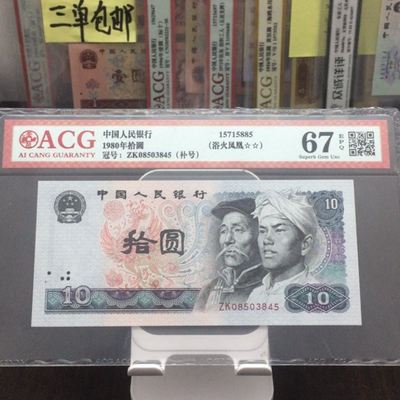 三单包邮
ACG
AI CANG GUARANTY
中国人民银行
1980年拾圆
冠号：ZK08503845（补号）
15715885
（浴火凤凰☆☆）
67 EPQ
Superb Gem Unc
中国人民银行
10
拾圆
10
10
ZK08503845